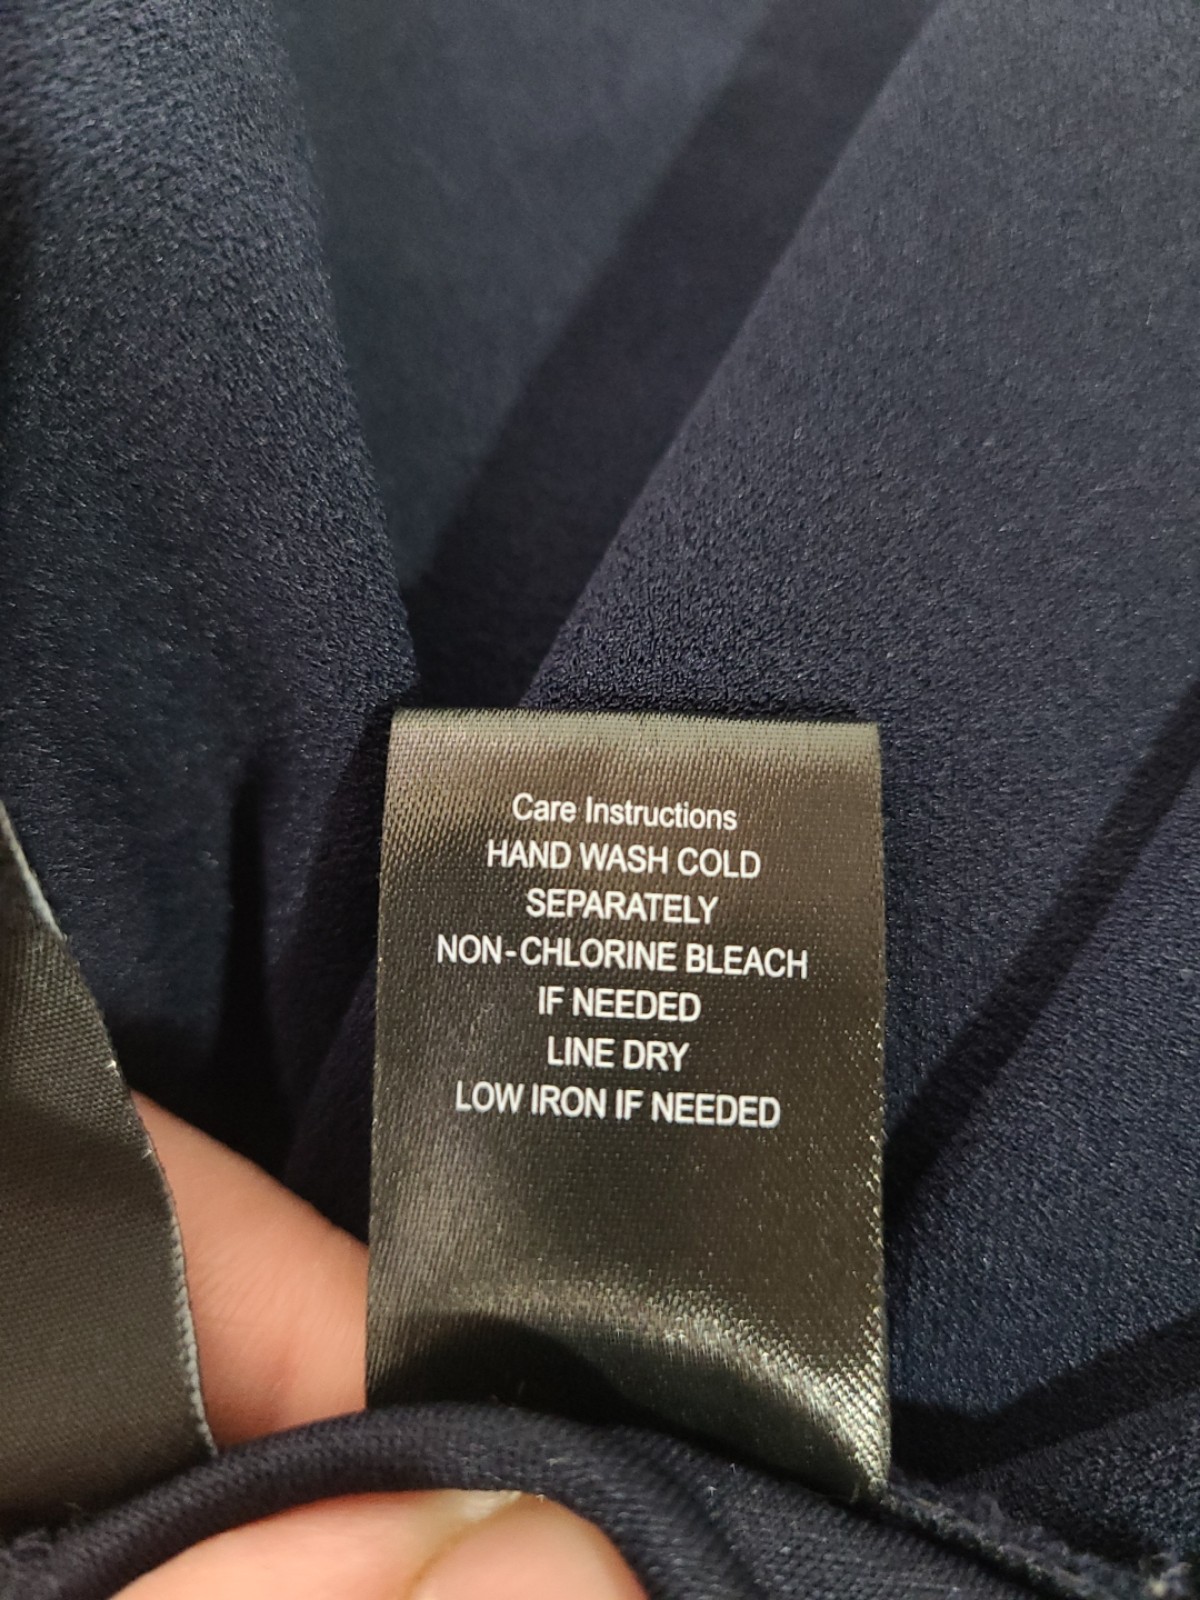 Care Instructions
HAND WASH COLD
SEPARATELY
NON-CHLORINE BLEACH
IF NEEDED
LINE DRY
LOW IRON IF NEEDED